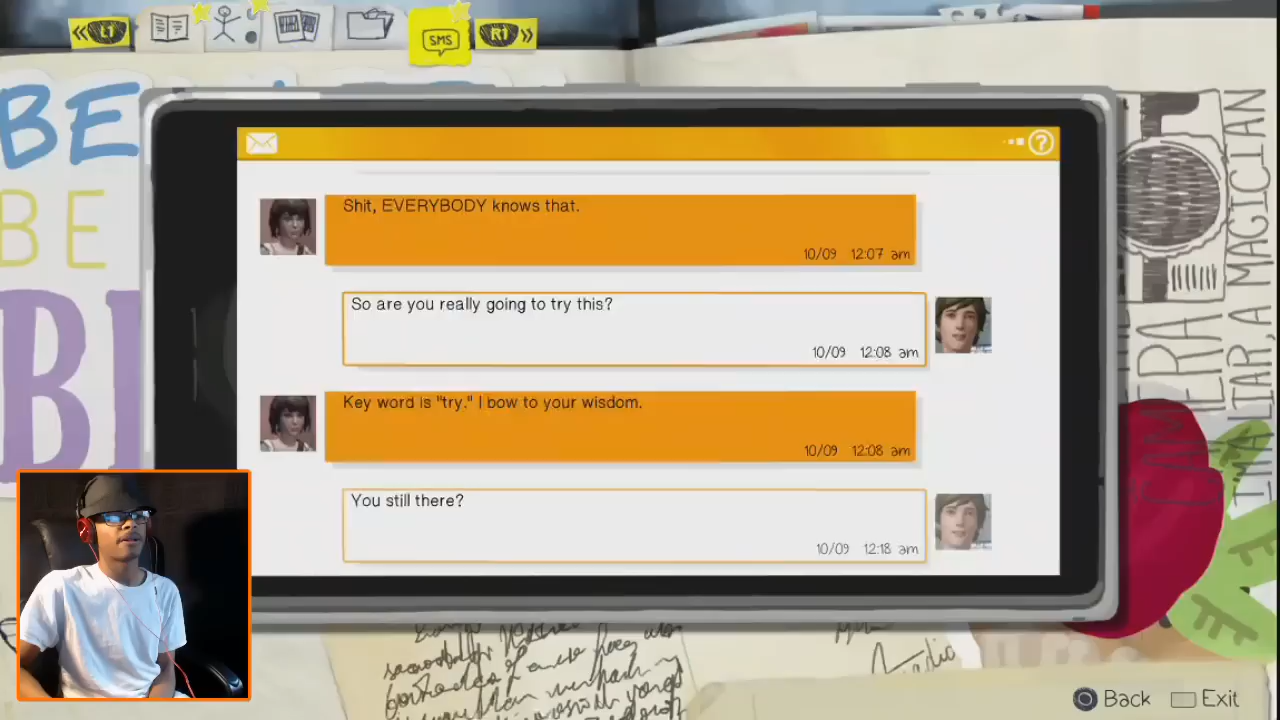 L1
SMS
R1
BE
BE
BI
?
Shit, EVERYBODY knows that.
10/09 12:07 am
So are you really going to try this?
10/09 12:08 am
Key word is "try." I bow to your wisdom.
10/09 12:08 am
You still there?
10/09 12:18 am
CAMERA
I'M A LIAR, A MAGICIAN
Back
Exit